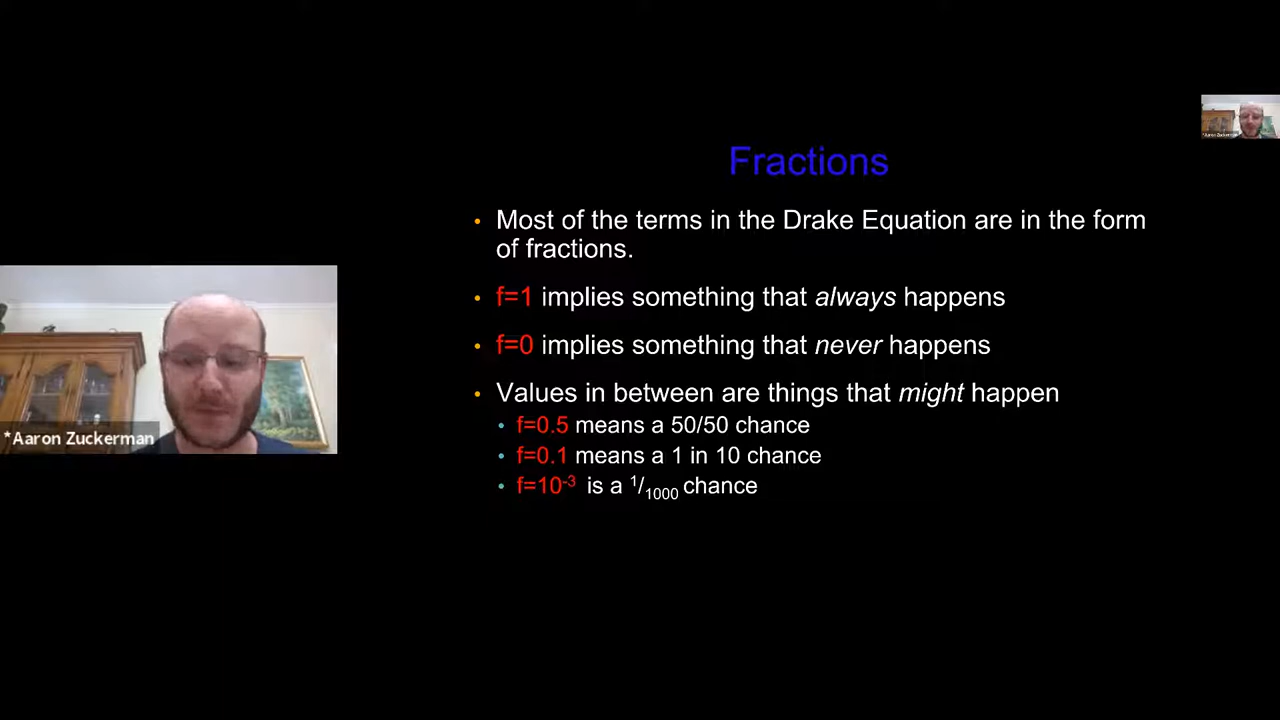 Fractions
• Most of the terms in the Drake Equation are in the form
of fractions.
• f=1 implies something that always happens
• f=0 implies something that never happens
• Values in between are things that might happen
• f=0.5 means a 50/50 chance
• f=0.1 means a 1 in 10 chance
• f=10⁻³ is a ¹/₁₀₀₀ chance
*Aaron Zuckerman
*Aaron Zuckerman